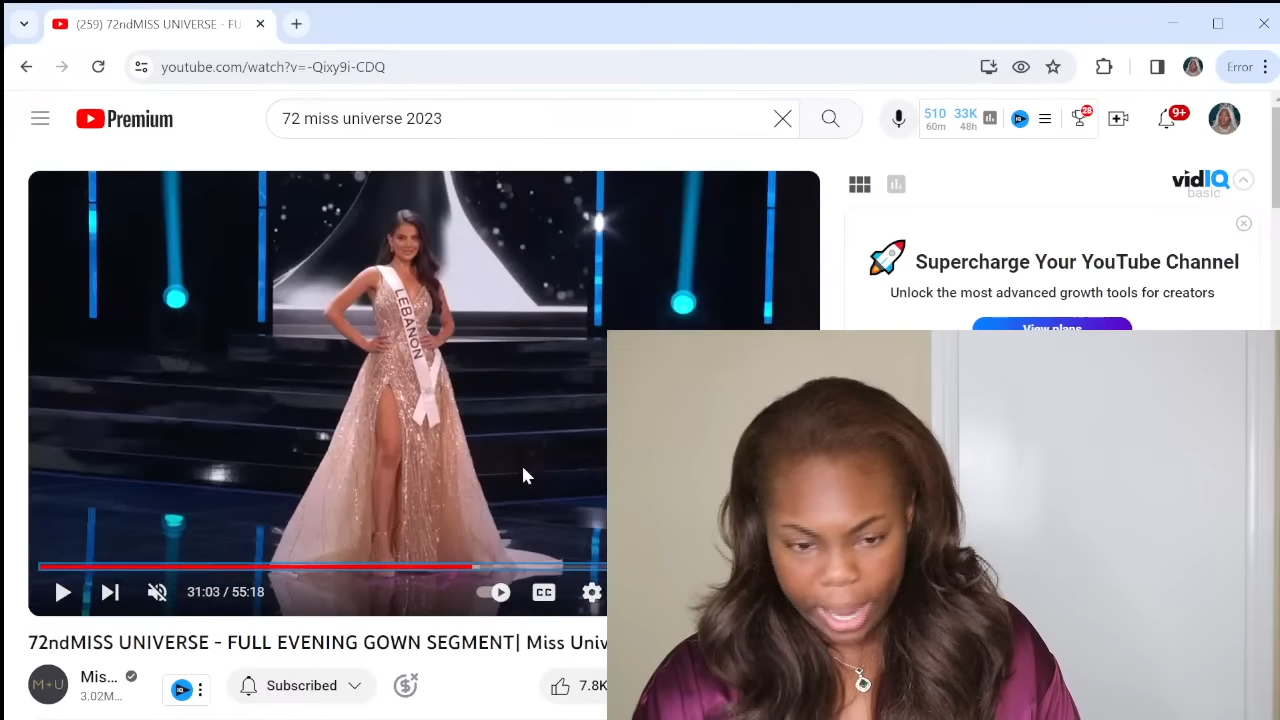 (259) 72ndMISS UNIVERSE - FU
youtube.com/watch?v=-Qixy9i-CDQ
Error
Premium
72 miss universe 2023
510 33K
60m 48h
28
9+
vidIQ
basic
Supercharge Your YouTube Channel
Unlock the most advanced growth tools for creators
View plans
LEBANON
31:03 / 55:18
CC
72ndMISS UNIVERSE - FULL EVENING GOWN SEGMENT| Miss Univ
M+U
Mis...
3.02M...
Subscribed
7.8K